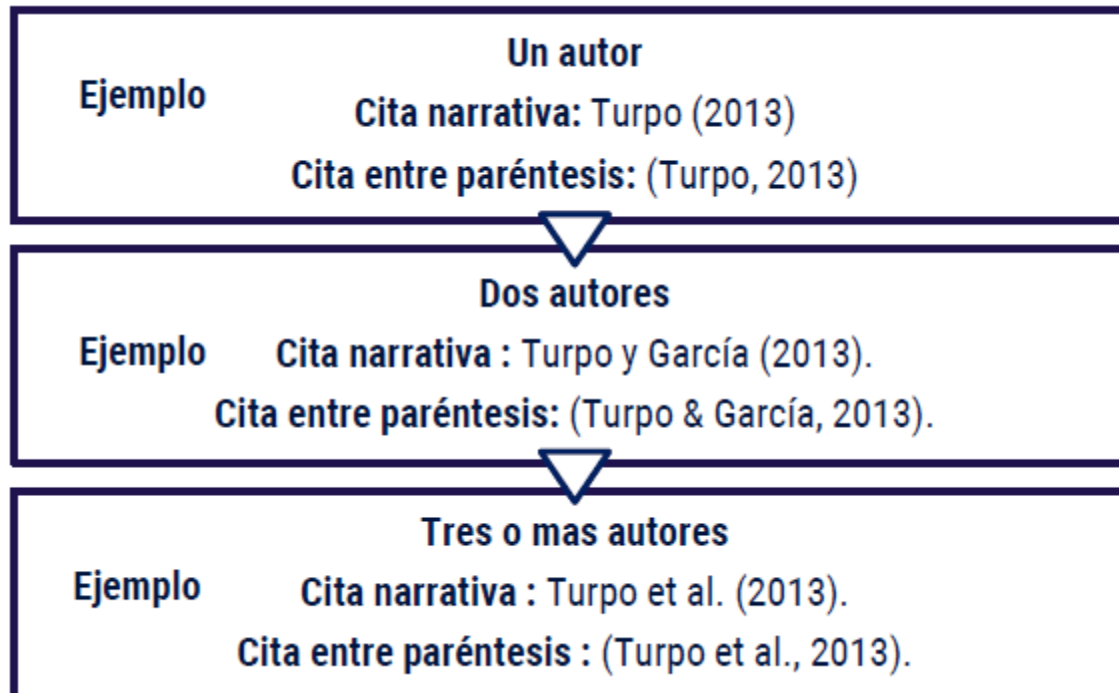 Un autor
Ejemplo
Cita narrativa: Turpo (2013)
Cita entre paréntesis: (Turpo, 2013)
Dos autores
Ejemplo
Cita narrativa : Turpo y García (2013).
Cita entre paréntesis: (Turpo & García, 2013).
Tres o mas autores
Ejemplo
Cita narrativa : Turpo et al. (2013).
Cita entre paréntesis : (Turpo et al., 2013).